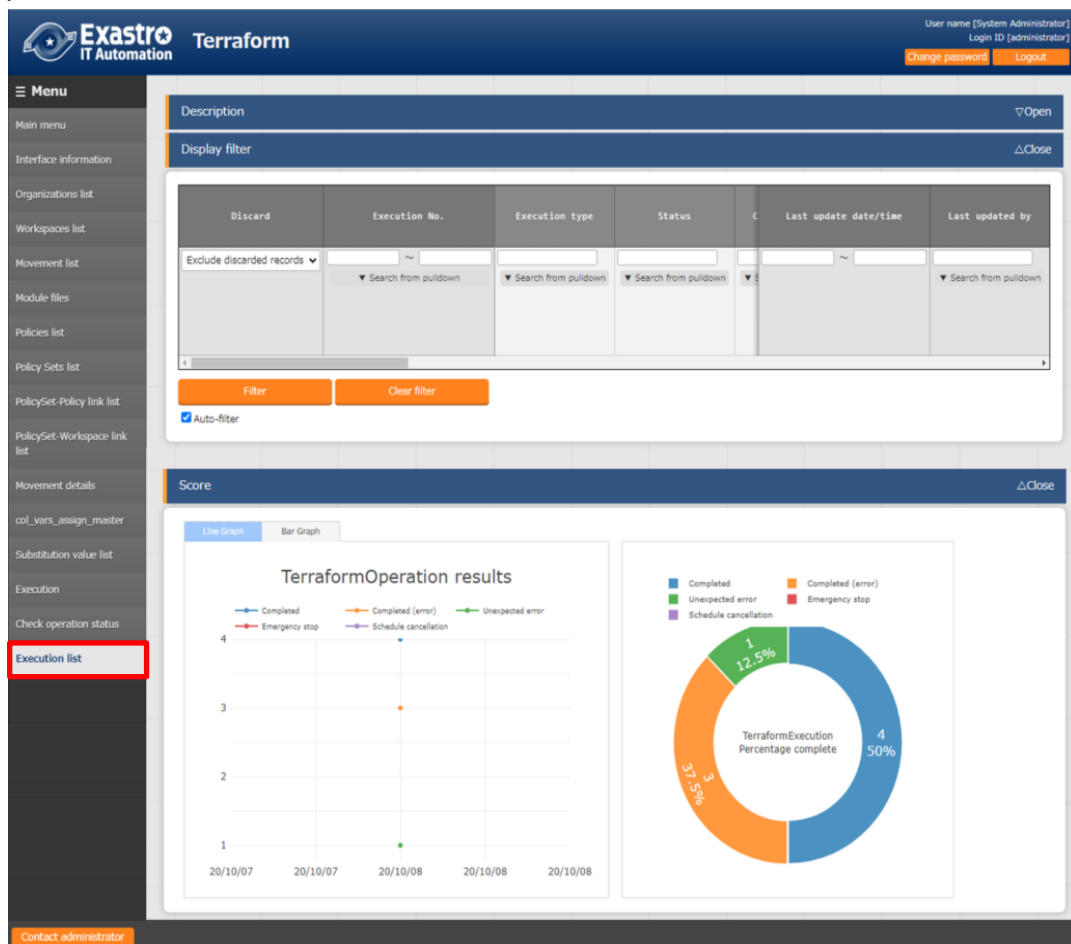 Exastro
IT Automation
Terraform
User name [System Administrator]
Login ID [administrator]
Change password
Logout
☰ Menu
Main menu
Interface information
Organizations list
Workspaces list
Movement list
Module files
Policies list
Policy Sets list
PolicySet-Policy link list
PolicySet-Workspace link
list
Movement details
col_vars_assign_master
Substitution value list
Execution
Check operation status
Execution list
Description
▽Open
Display filter
△Close
Discard
Execution No.
Execution type
Status
C
Last update date/time
Last updated by
Exclude discarded records
~
~
▼ Search from pulldown
▼ Search from pulldown
▼ Search from pulldown
▼ S
▼ Search from pulldown
Filter
Clear filter
Auto-filter
Score
△Close
Line Graph
Bar Graph
TerraformOperation results
Completed
Completed (error)
Unexpected error
Emergency stop
Schedule cancellation
4
3
2
1
20/10/07
20/10/07
20/10/08
20/10/08
20/10/08
Completed
Completed (error)
Unexpected error
Emergency stop
Schedule cancellation
1
12.5%
4
50%
3
37.5%
TerraformExecution
Percentage complete
Contact administrator